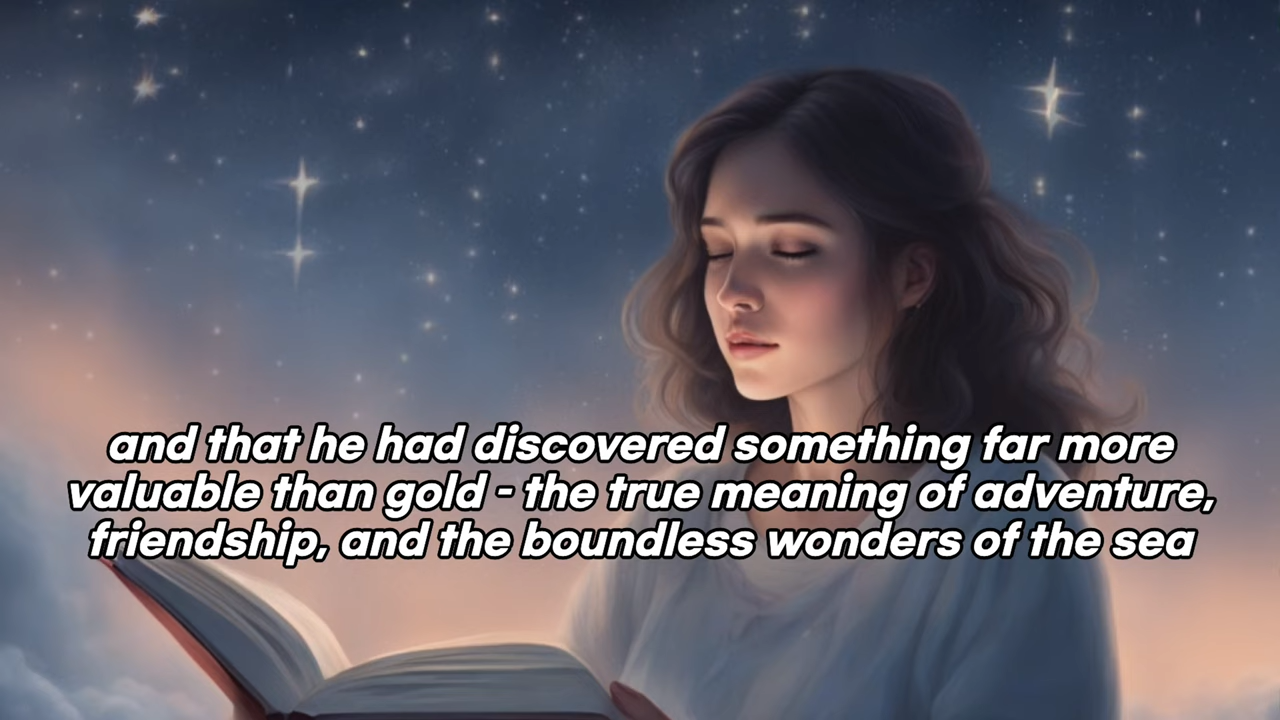 and that he had discovered something far more
valuable than gold - the true meaning of adventure,
friendship, and the boundless wonders of the sea